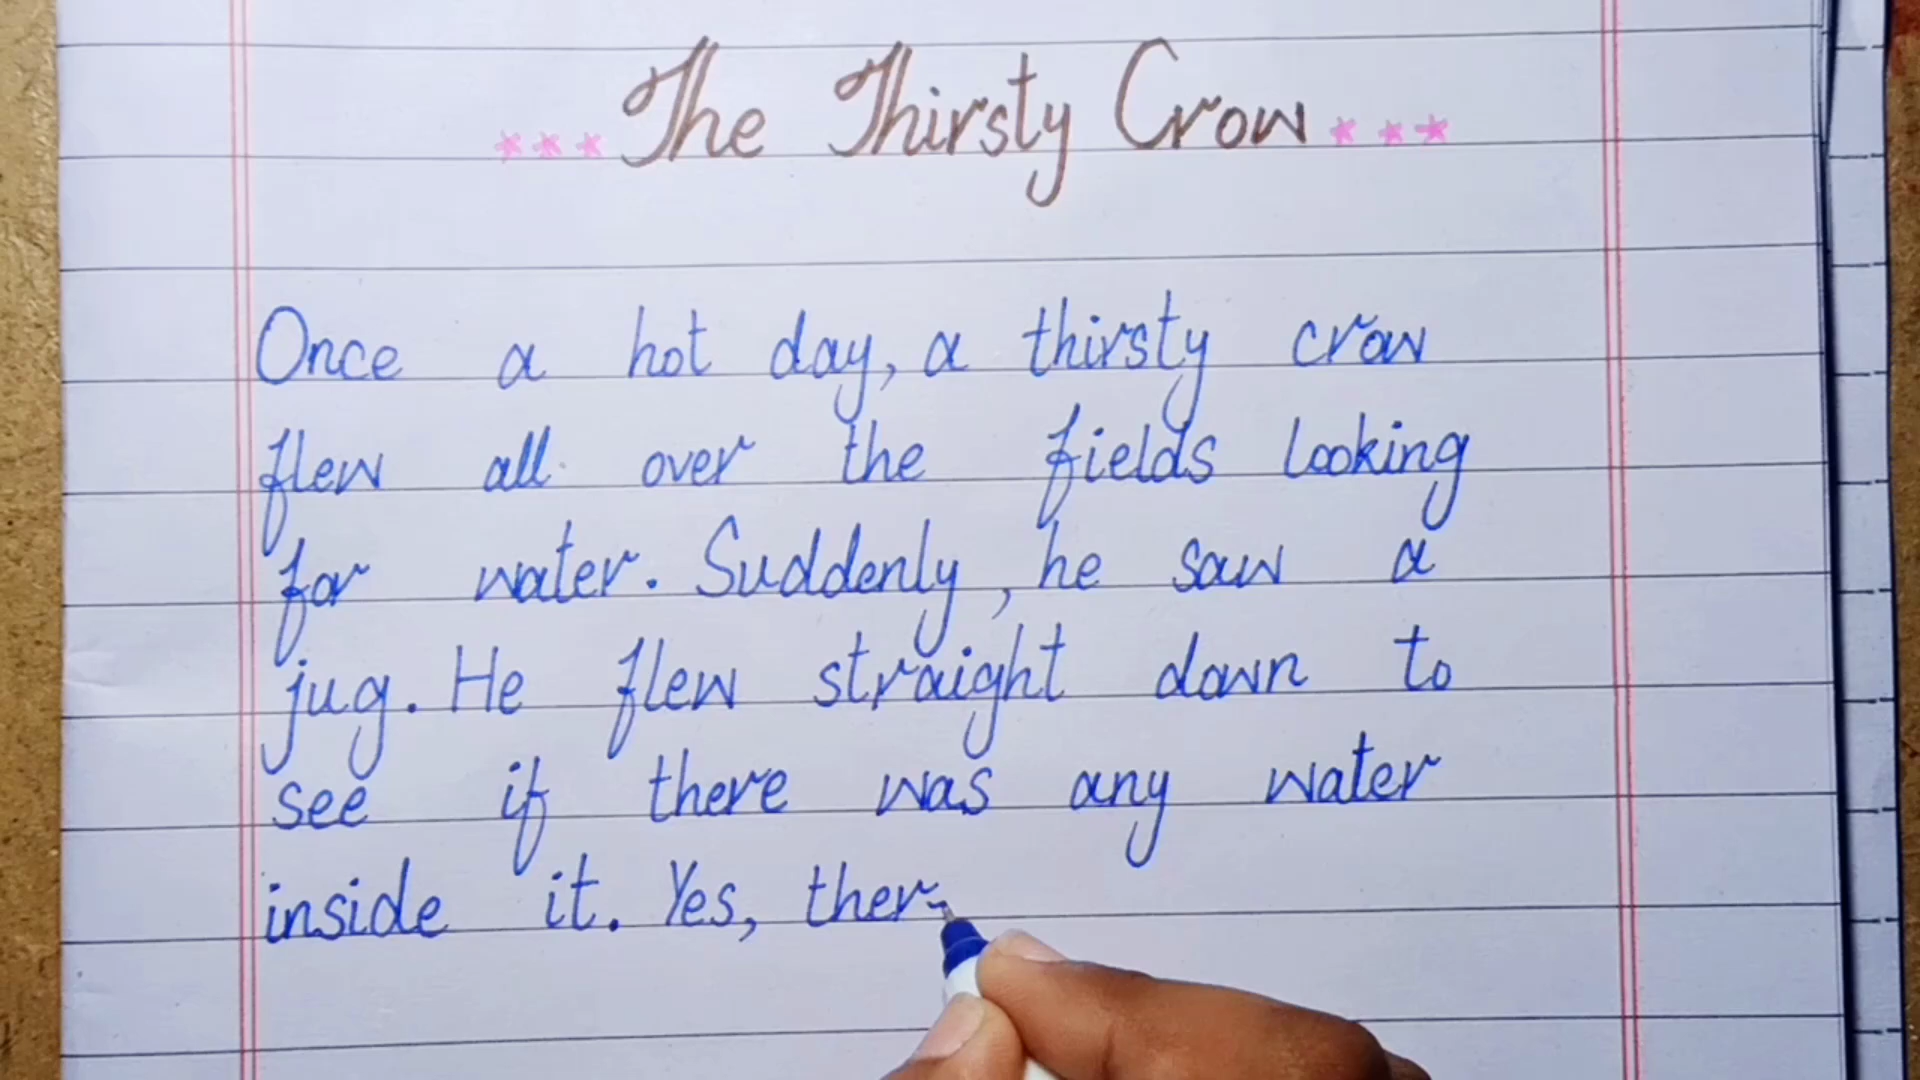 ***The Thirsty Crow***
Once a hot day, a thirsty crow
flew all over the fields looking
for water. Suddenly, he saw a
jug. He flew straight down to
see if there was any water
inside it. Yes, ther